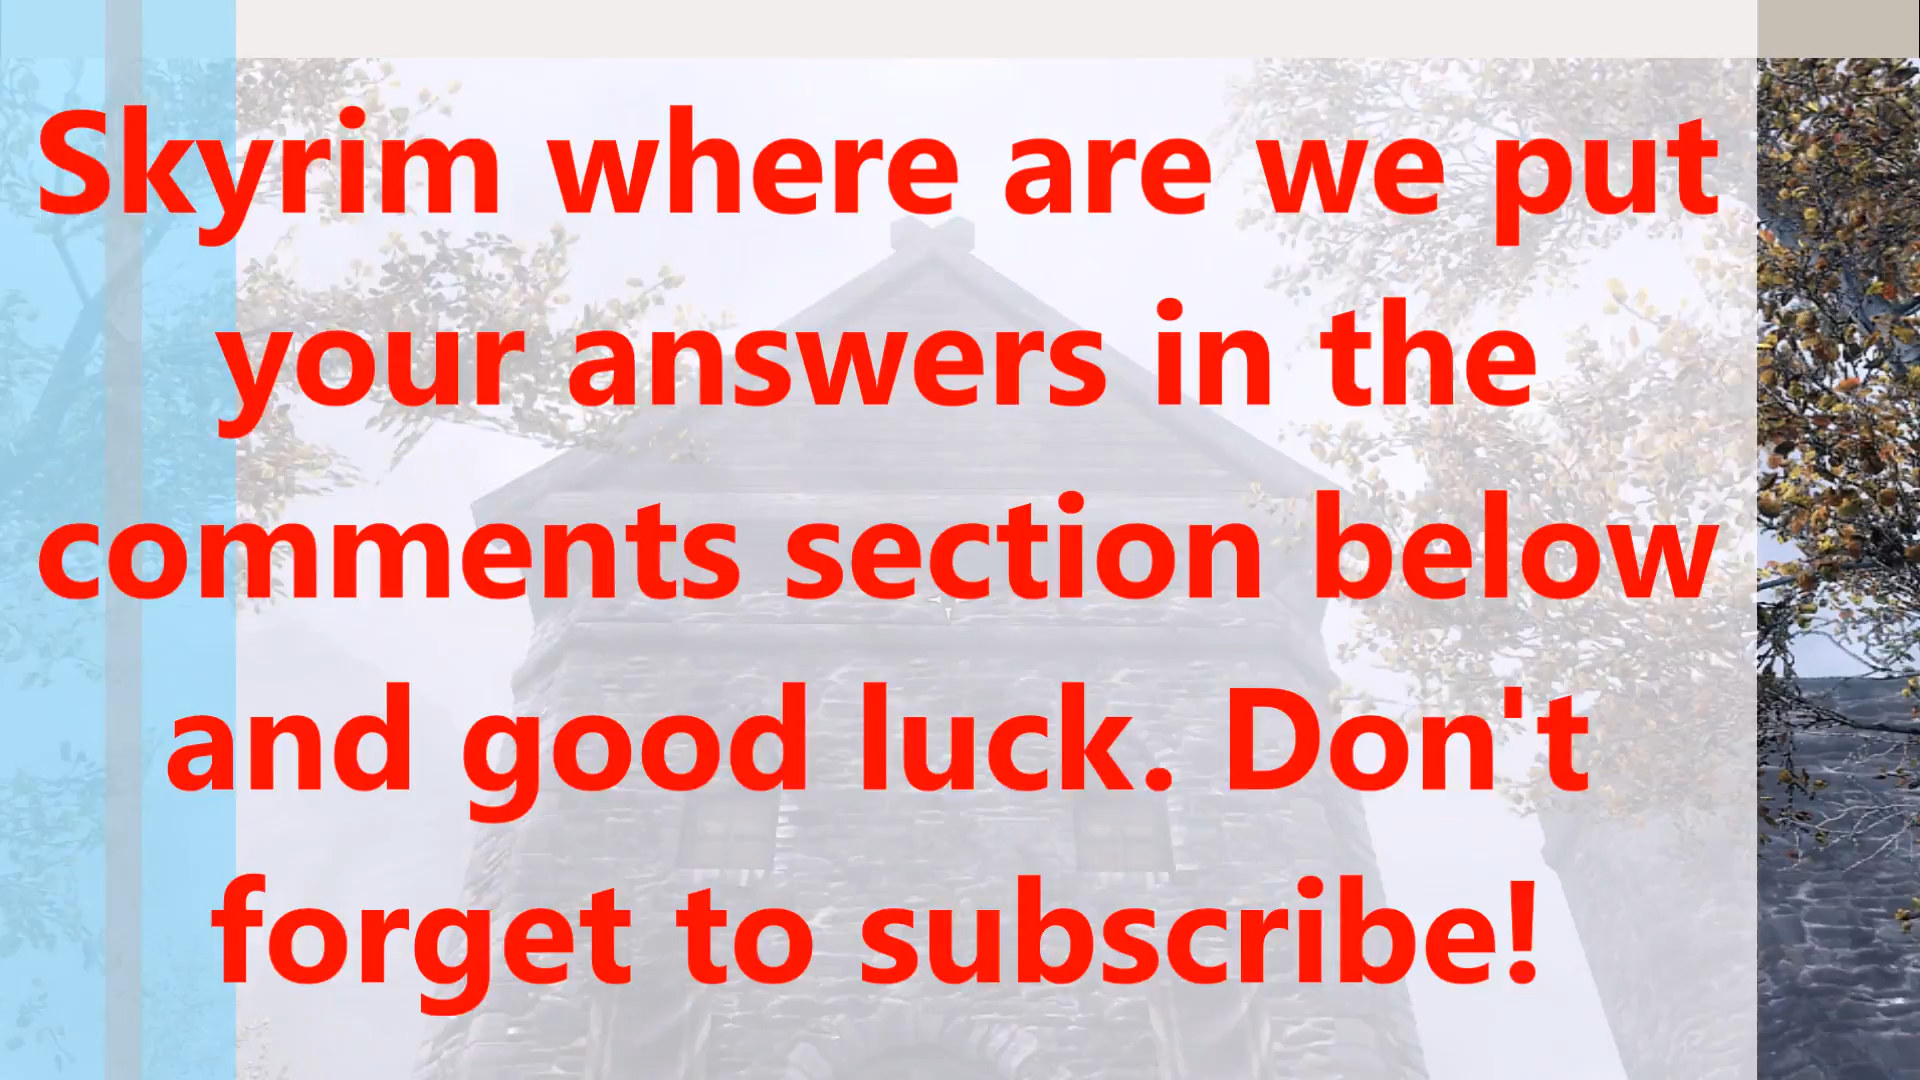 Skyrim where are we put
your answers in the
comments section below
and good luck. Don't
forget to subscribe!